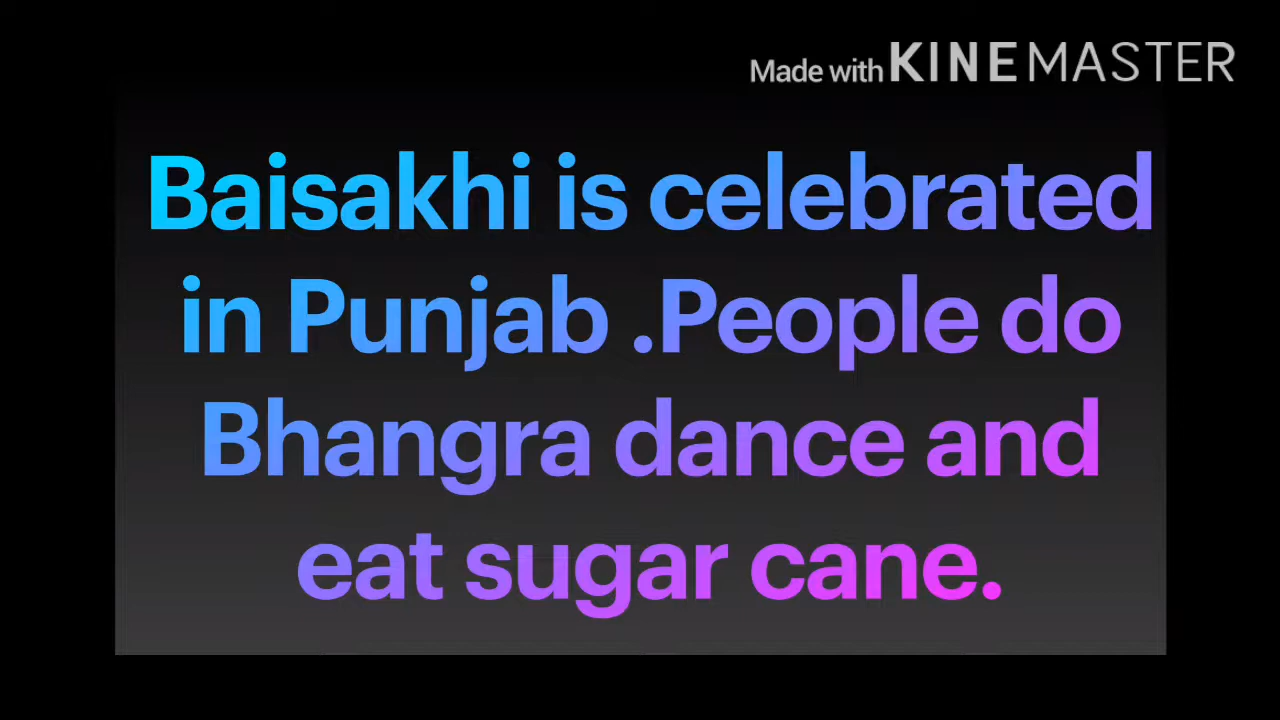 Made with KINEMASTER
Baisakhi is celebrated
in Punjab .People do
Bhangra dance and
eat sugar cane.